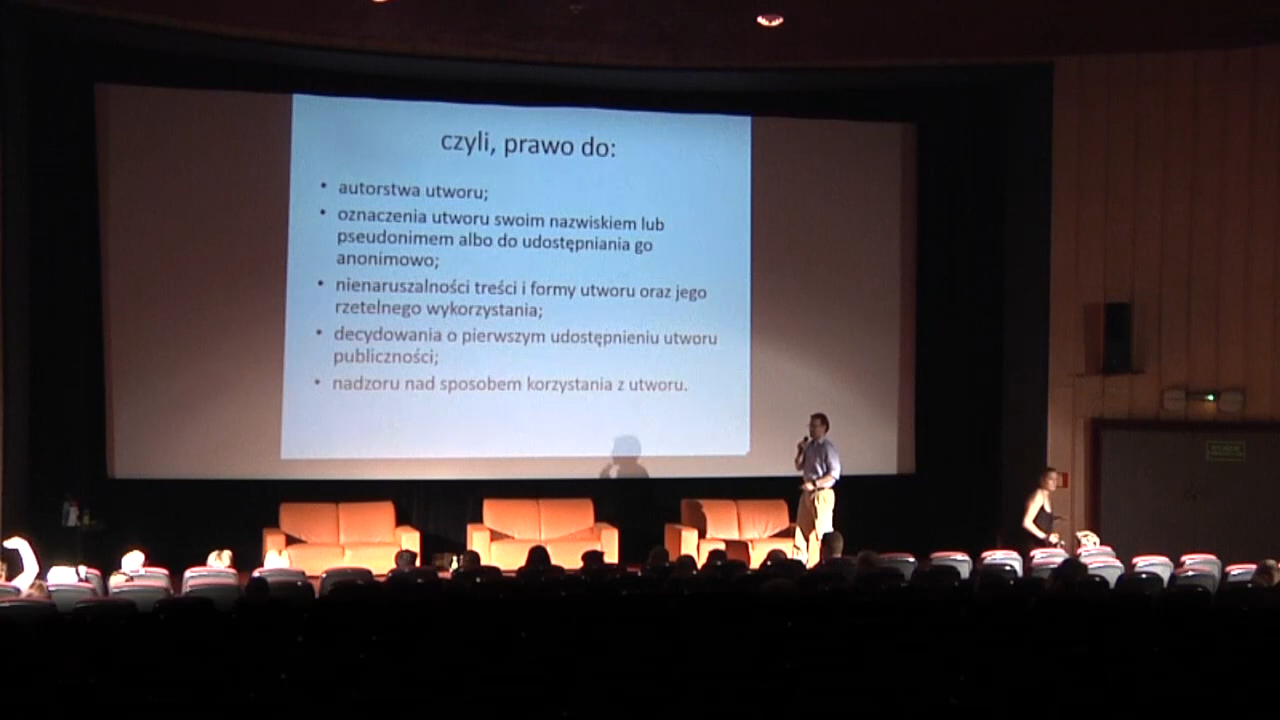 czyli, prawo do:
• autorstwa utworu;
• oznaczenia utworu swoim nazwiskiem lub
pseudonimem albo do udostępniania go
anonimowo;
• nienaruszalności treści i formy utworu oraz jego
rzetelnego wykorzystania;
• decydowania o pierwszym udostępnieniu utworu
publiczności;
• nadzoru nad sposobem korzystania z utworu.